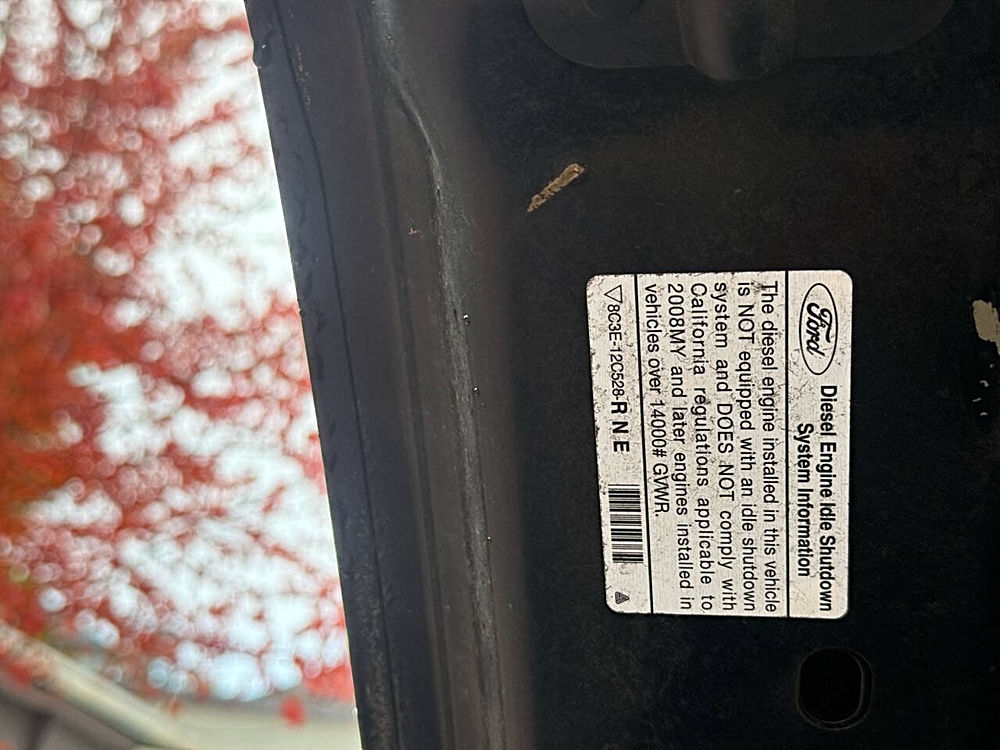 Ford Diesel Engine Idle Shutdown
System Information
The diesel engine installed in this vehicle
is NOT equipped with an idle shutdown
system and DOES NOT comply with
California regulations applicable to
2008MY and later engines installed in
vehicles over 14000# GVWR.
8C3E-12C528-RNE